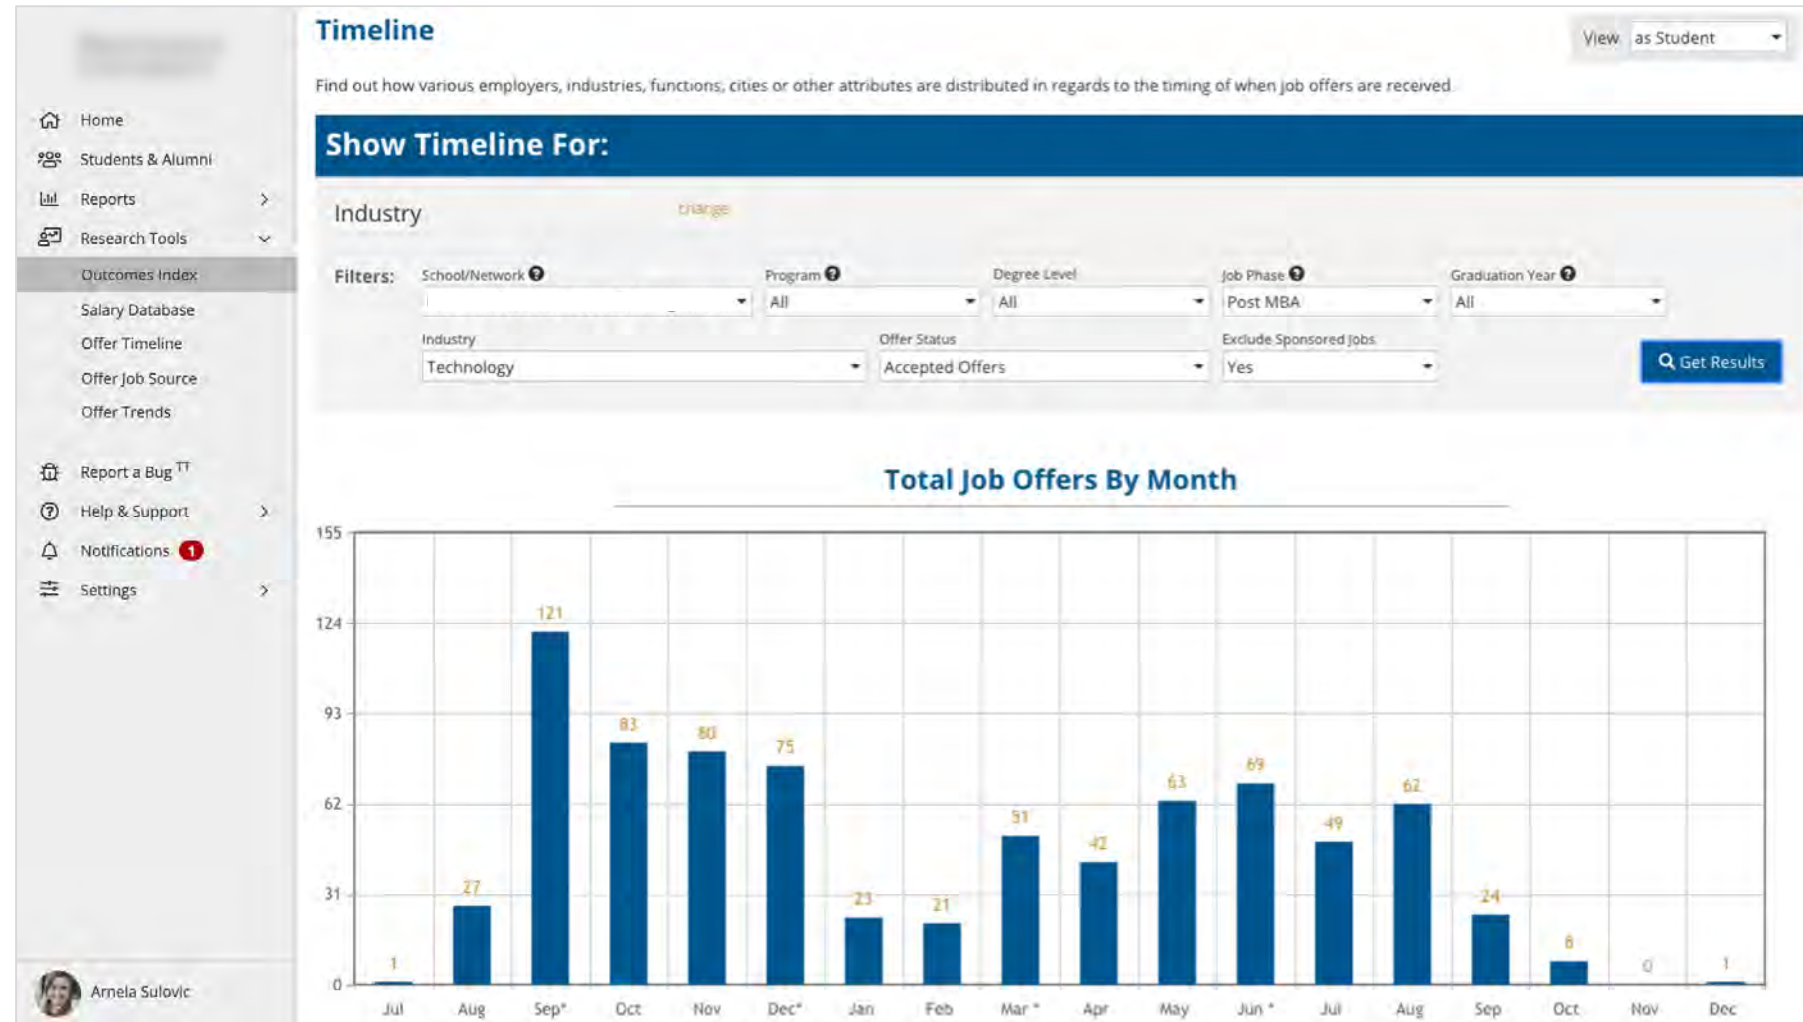 Timeline
View as Student
Find out how various employers, industries, functions, cities or other attributes are distributed in regards to the timing of when job offers are received
Home
Students & Alumni
Reports
Research Tools
Outcomes Index
Salary Database
Offer Timeline
Offer Job Source
Offer Trends
Report a Bug TT
Help & Support
Notifications 1
Settings
Arnela Sulovic
Show Timeline For:
Industry change
Filters: School/Network Program Degree Level Job Phase Graduation Year
All All Post MBA All
Industry Offer Status Exclude Sponsored Jobs
Technology Accepted Offers Yes
Get Results
Total Job Offers By Month
155
124
93
62
31
0
1 27 121 83 80 75 23 21 51 42 63 69 49 62 24 8 0 1
Jul Aug Sep* Oct Nov Dec* Jan Feb Mar * Apr May Jun * Jul Aug Sep Oct Nov Dec